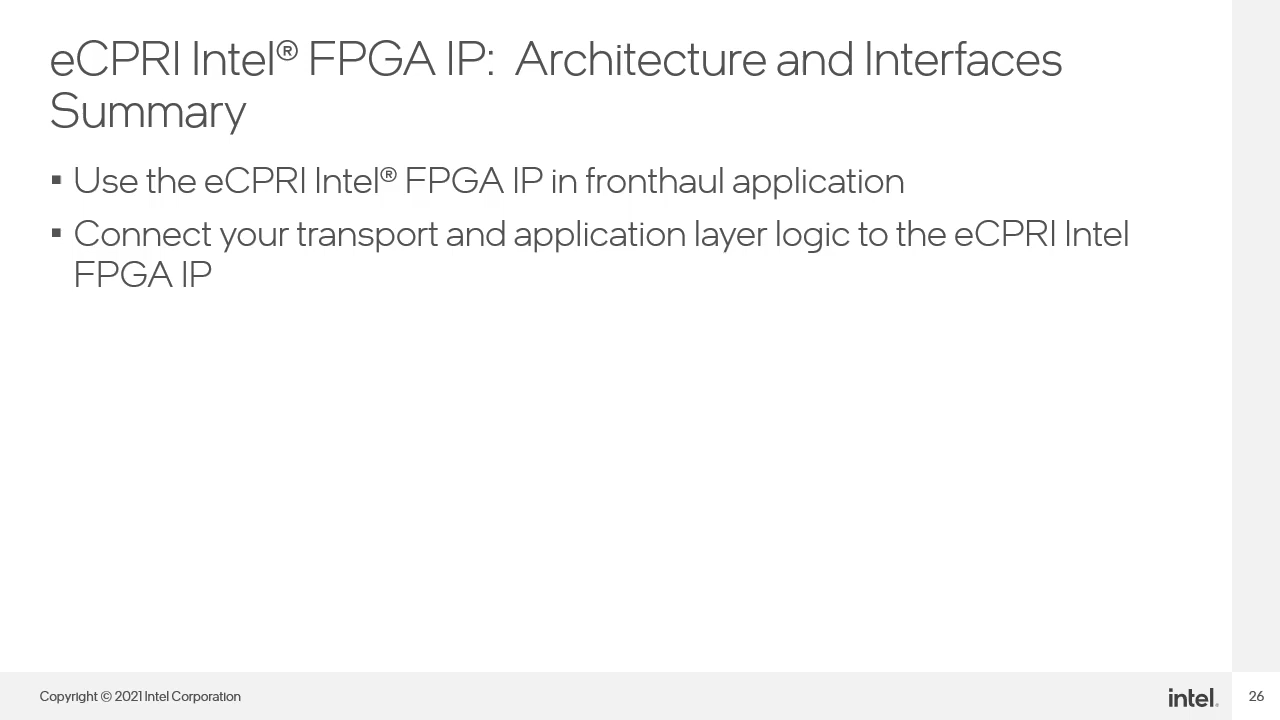 eCPRI Intel® FPGA IP:  Architecture and Interfaces
Summary
▪ Use the eCPRI Intel® FPGA IP in fronthaul application
▪ Connect your transport and application layer logic to the eCPRI Intel
FPGA IP
Copyright © 2021 Intel Corporation
intel.
26